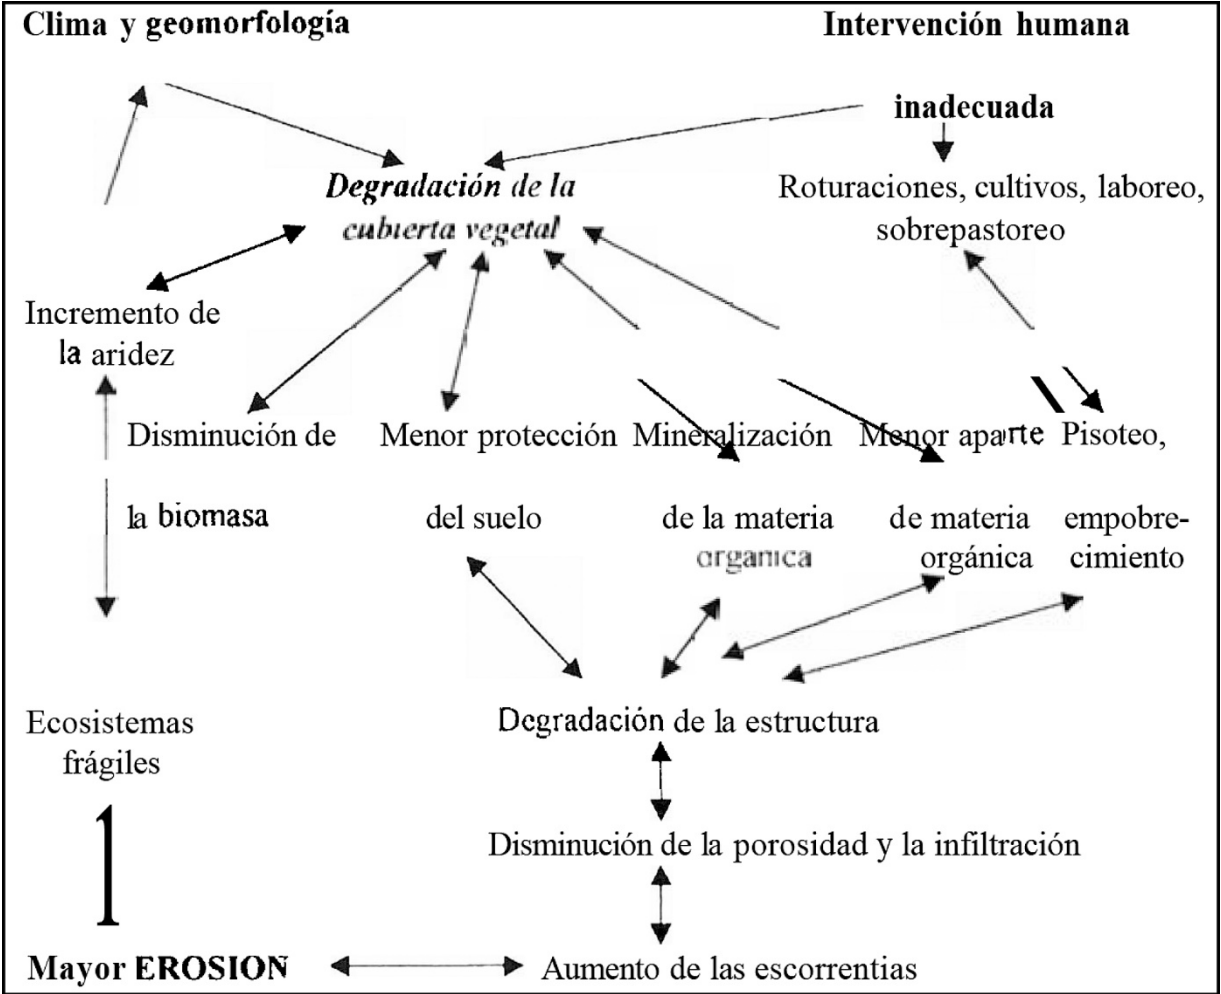 Clima y geomorfología
Intervención humana
inadecuada
Degradación de la
cubierta vegetal
Roturaciones, cultivos, laboreo,
sobrepastoreo
Incremento de
la aridez
Disminución de
la biomasa
Menor protección
del suelo
Mineralización
de la materia
organica
Menor aparte
de materia
orgánica
Pisoteo,
empobre-
cimiento
Ecosistemas
frágiles
Degradación de la estructura
Disminución de la porosidad y la infiltración
Mayor EROSION
Aumento de las escorrentias